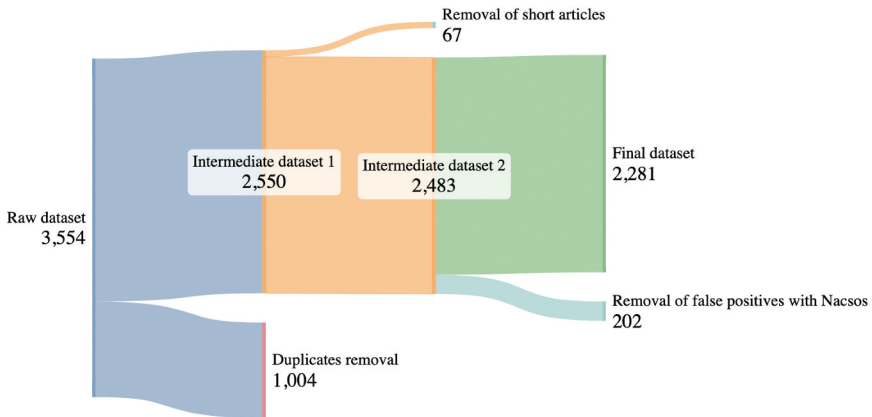 Removal of short articles
67
Intermediate dataset 1
2,550
Intermediate dataset 2
2,483
Final dataset
2,281
Raw dataset
3,554
Removal of false positives with Nacsos
202
Duplicates removal
1,004